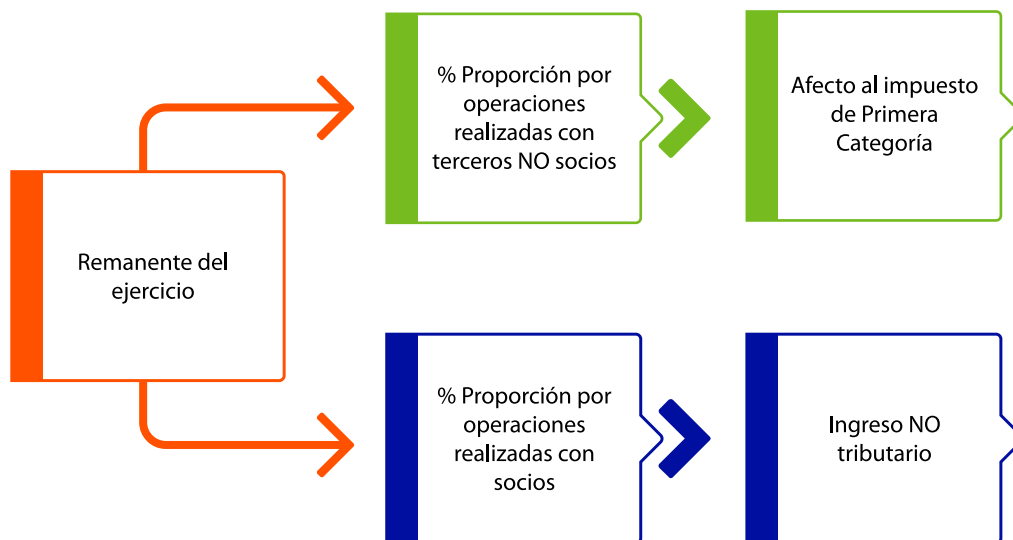 Remanente del
ejercicio
% Proporción por
operaciones
realizadas con
terceros NO socios
Afecto al impuesto
de Primera
Categoría
% Proporción por
operaciones
realizadas con
socios
Ingreso NO
tributario